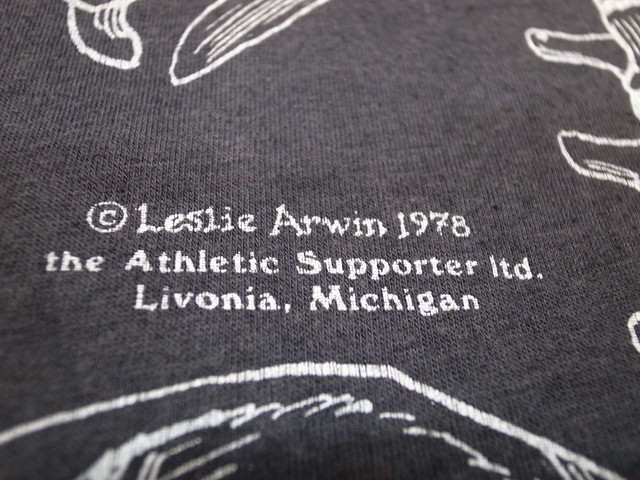 © Leslie Arwin 1978
the Athletic Supporter ltd.
Livonia, Michigan